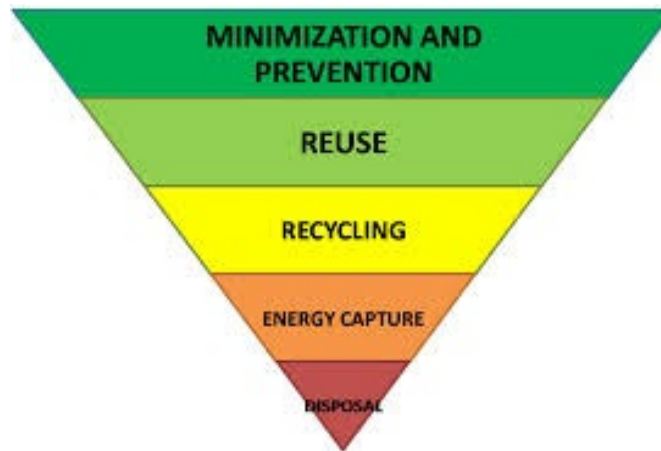 MINIMIZATION AND
PREVENTION
REUSE
RECYCLING
ENERGY CAPTURE
DISPOSAL